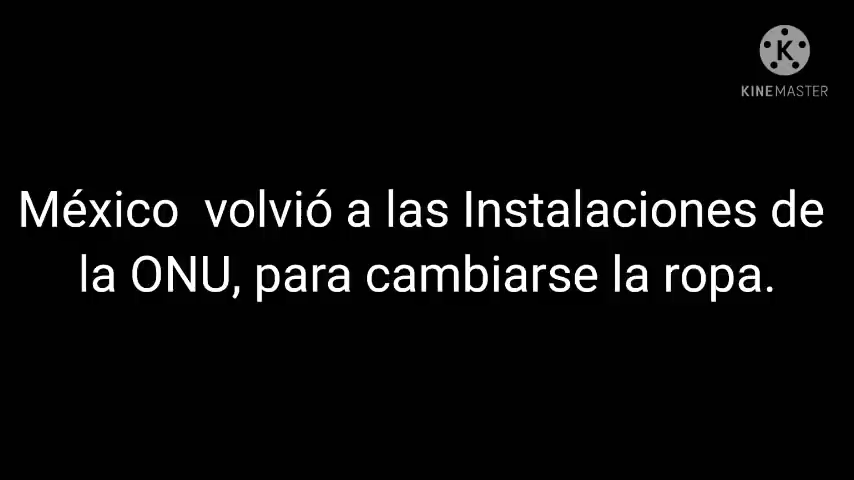 K
KINEMASTER
México  volvió a las Instalaciones de
la ONU, para cambiarse la ropa.